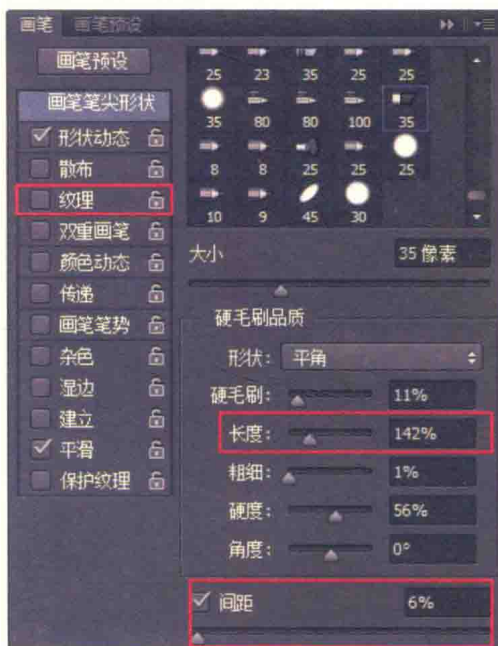 画笔 画笔预设
画笔预设
画笔笔尖形状
形状动态
散布
纹理
双重画笔
颜色动态
传递
画笔笔势
杂色
湿边
建立
平滑
保护纹理
25 23 35 25 25
35 80 80 100 35
8 8 25 25 25
10 9 45 30
大小 35 像素
硬毛刷品质
形状： 平角
硬毛刷： 11%
长度： 142%
粗细： 1%
硬度： 56%
角度： 0°
间距 6%